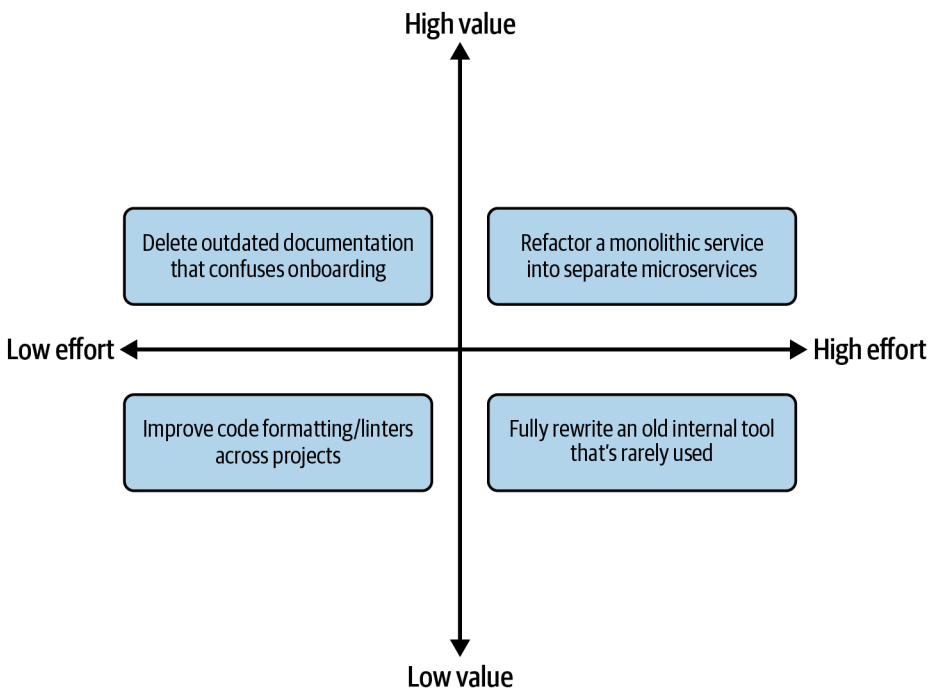 High value
Delete outdated documentation
that confuses onboarding
Refactor a monolithic service
into separate microservices
Low effort
High effort
Improve code formatting/linters
across projects
Fully rewrite an old internal tool
that’s rarely used
Low value